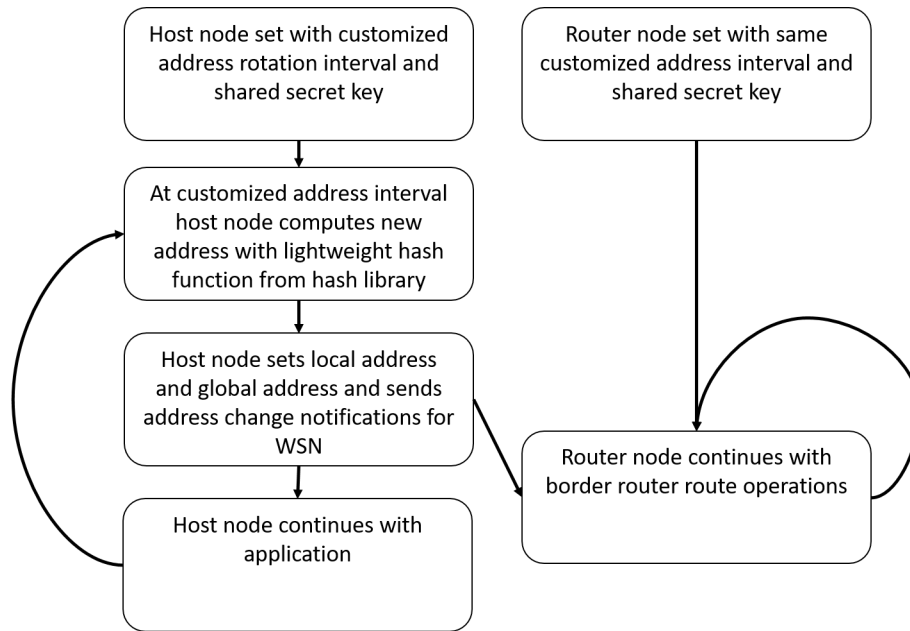 Host node set with customized
address rotation interval and
shared secret key
Router node set with same
customized address interval and
shared secret key
At customized address interval
host node computes new
address with lightweight hash
function from hash library
Host node sets local address
and global address and sends
address change notifications for
WSN
Router node continues with
border router route operations
Host node continues with
application